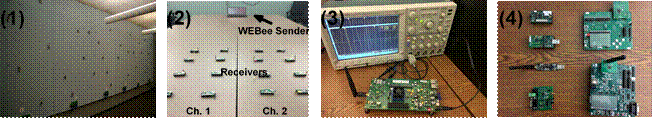 (1)
(2)
WEBee Sender
Receivers
Ch. 1
Ch. 2
(3)
(4)